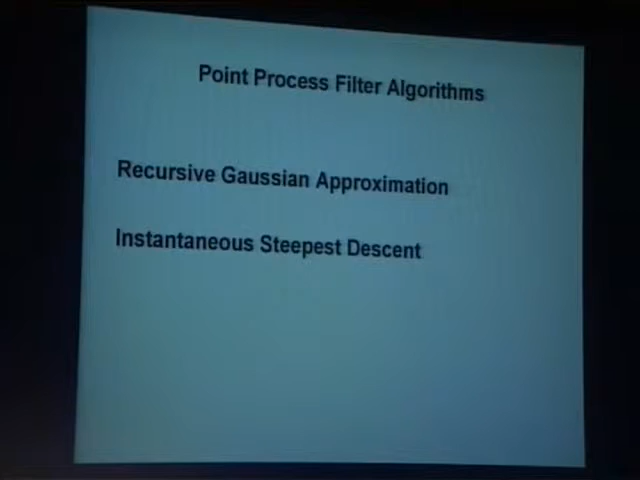 Point Process Filter Algorithms
Recursive Gaussian Approximation
Instantaneous Steepest Descent